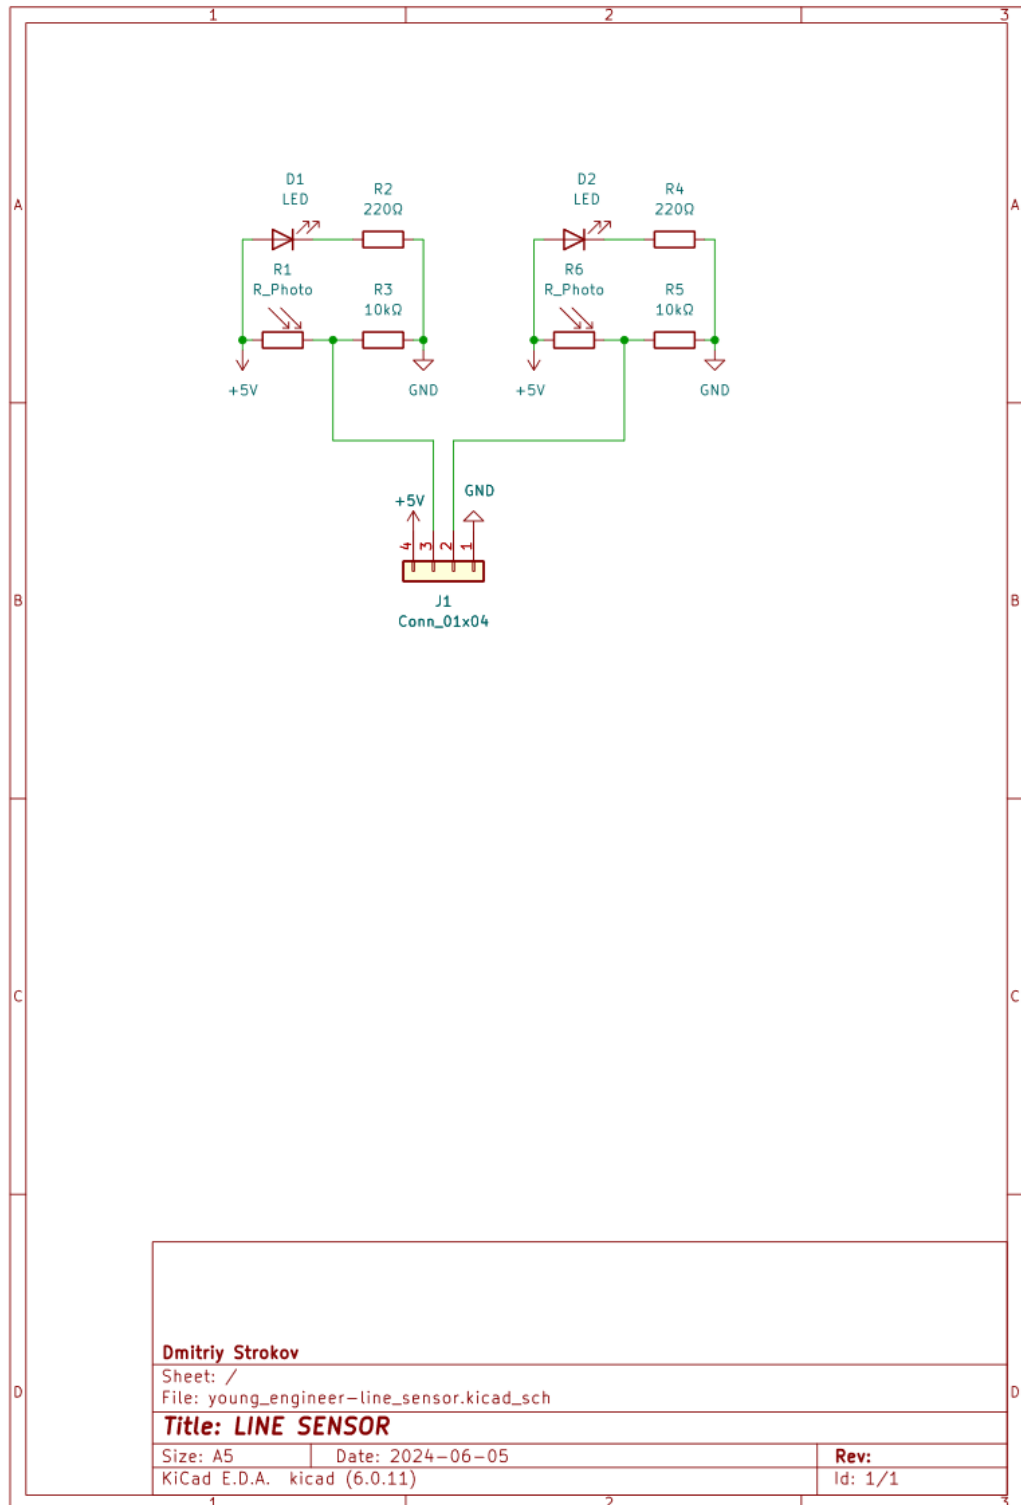 1 2 3
A A
D1 D2
LED LED
R2 R4
220Ω 220Ω
R1 R6
R_Photo R_Photo
R3 R5
10kΩ 10kΩ
+5V GND +5V GND
+5V GND
4 3 2 1
J1
Conn_01x04
B B
C C
D D
Dmitriy Strokov
Sheet: /
File: young_engineer-line_sensor.kicad_sch
Title: LINE SENSOR
Size: A5 Date: 2024-06-05 Rev:
KiCad E.D.A. kicad (6.0.11) Id: 1/1
1 2 3